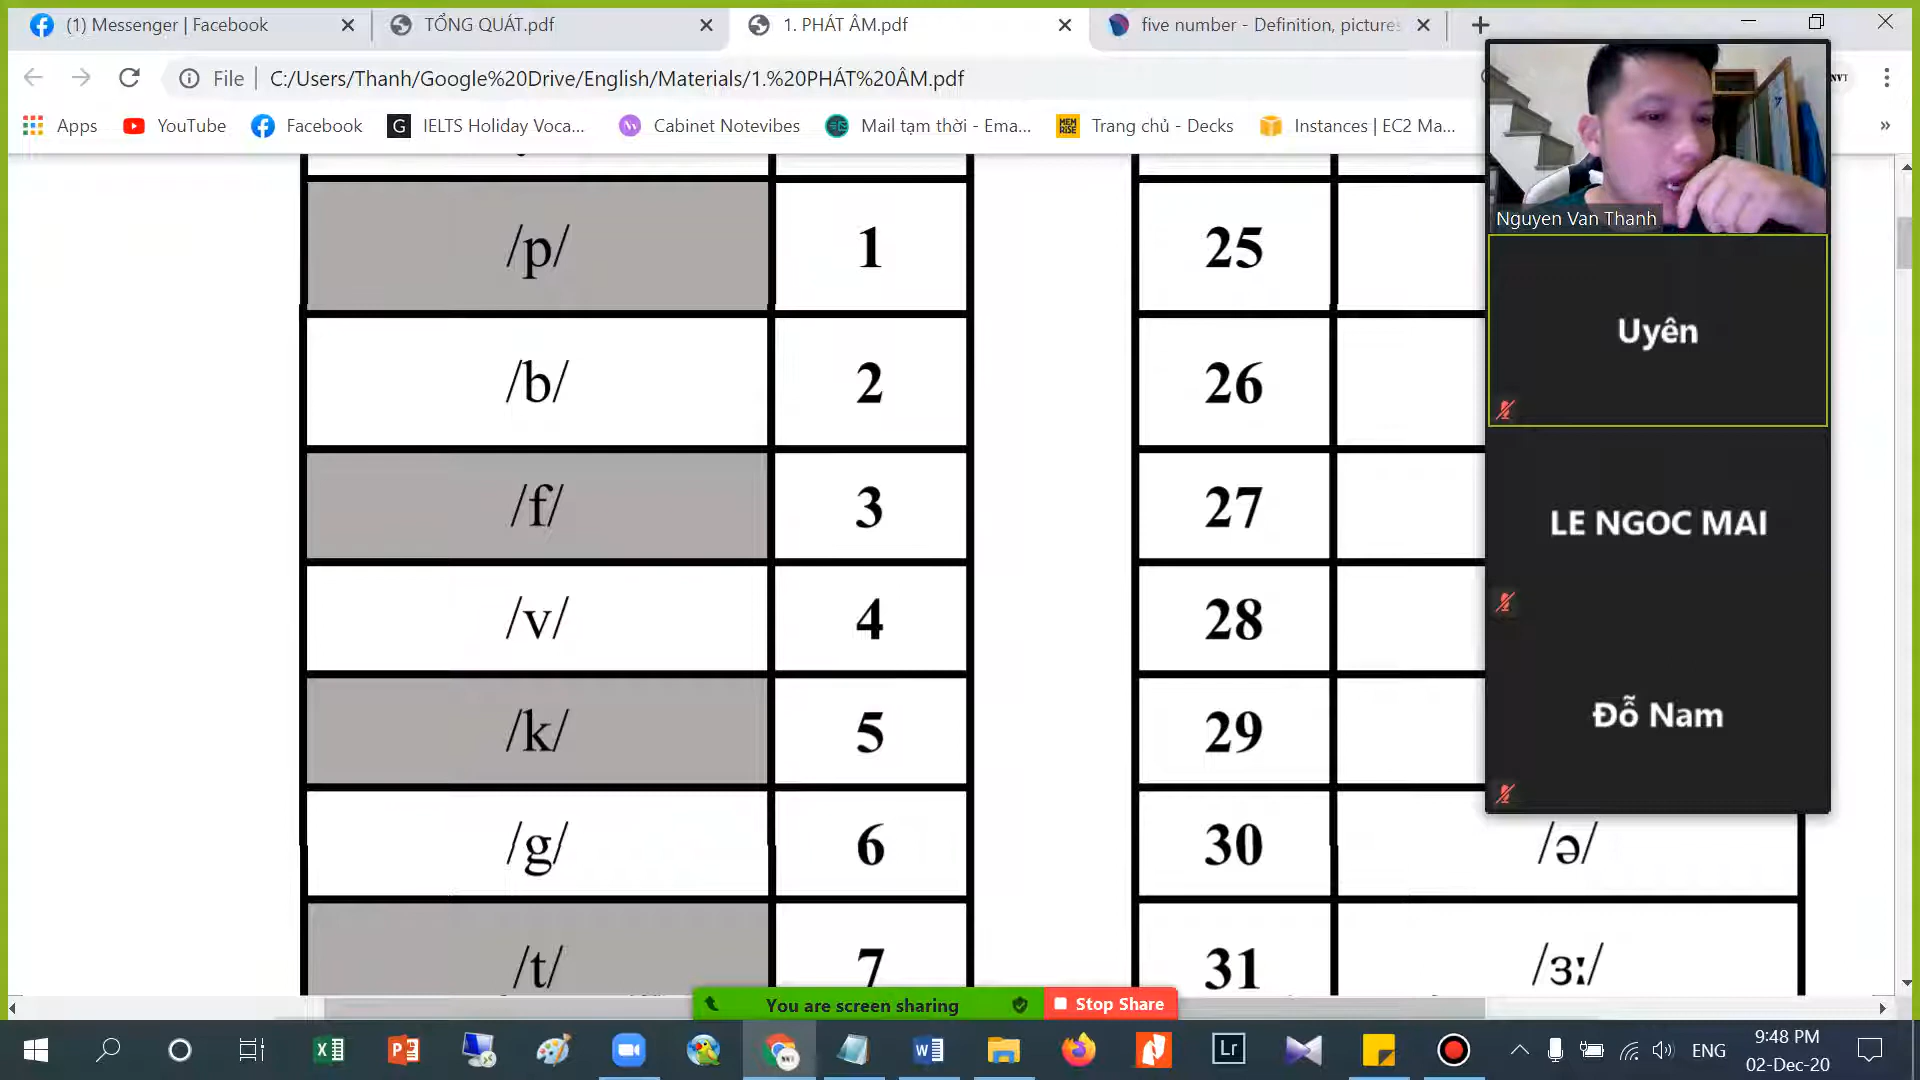 (1) Messenger | Facebook
TỔNG QUÁT.pdf
1. PHÁT ÂM.pdf
five number - Definition, pictures
File
C:/Users/Thanh/Google%20Drive/English/Materials/1.%20PHÁT%20ÂM.pdf
Apps
YouTube
Facebook
IELTS Holiday Voca...
Cabinet Notevibes
Mail tạm thời - Ema...
Trang chủ - Decks
Instances | EC2 Ma...
»
/p/ 1 25
/b/ 2 26
/f/ 3 27
/v/ 4 28
/k/ 5 29
/g/ 6 30 /ə/
/t/ 7 31 /ɜː/
Nguyen Van Thanh
Uyên
LE NGOC MAI
Đỗ Nam
You are screen sharing
Stop Share
Lr
ENG
9:48 PM
02-Dec-20